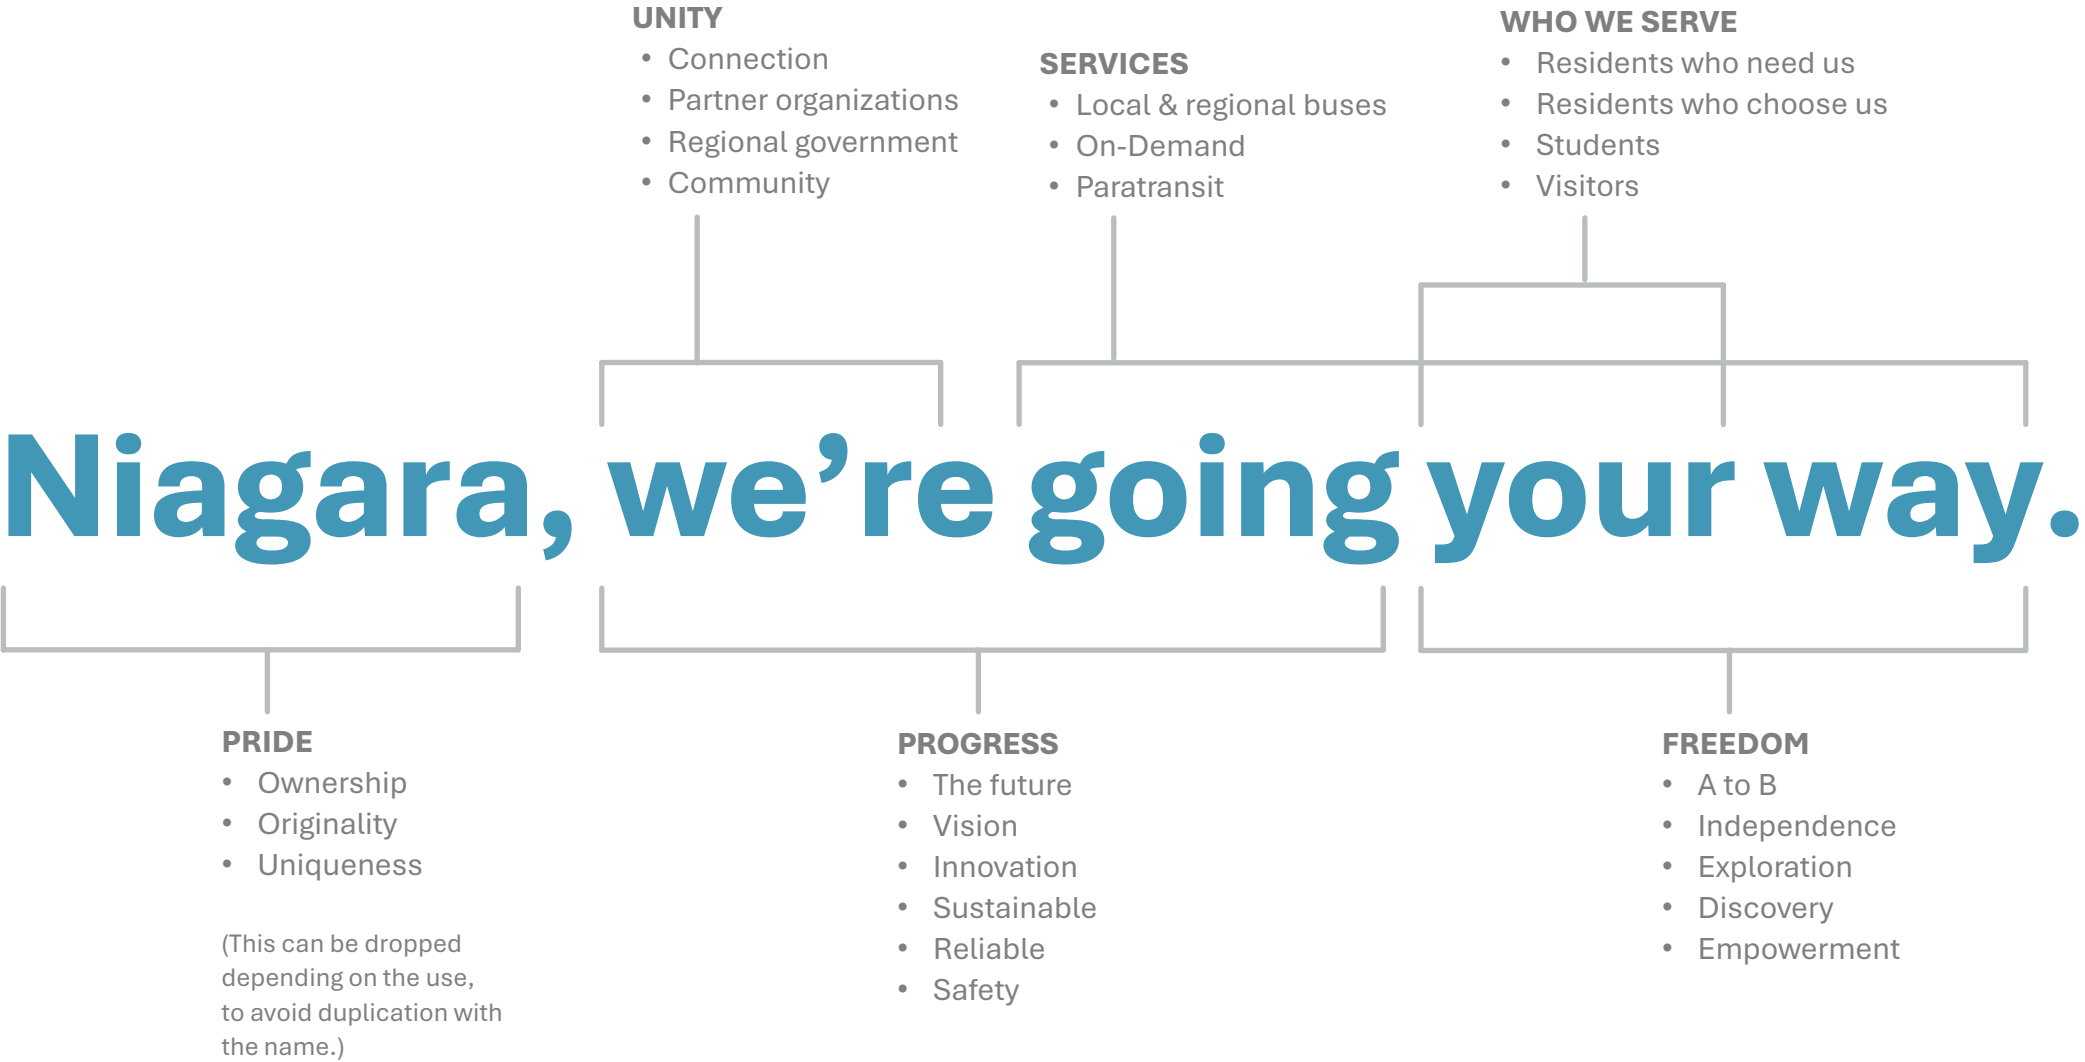 UNITY
• Connection
• Partner organizations
• Regional government
• Community
SERVICES
• Local & regional buses
• On-Demand
• Paratransit
WHO WE SERVE
• Residents who need us
• Residents who choose us
• Students
• Visitors
Niagara, we’re going your way.
PRIDE
• Ownership
• Originality
• Uniqueness
(This can be dropped
depending on the use,
to avoid duplication with
the name.)
PROGRESS
• The future
• Vision
• Innovation
• Sustainable
• Reliable
• Safety
FREEDOM
• A to B
• Independence
• Exploration
• Discovery
• Empowerment